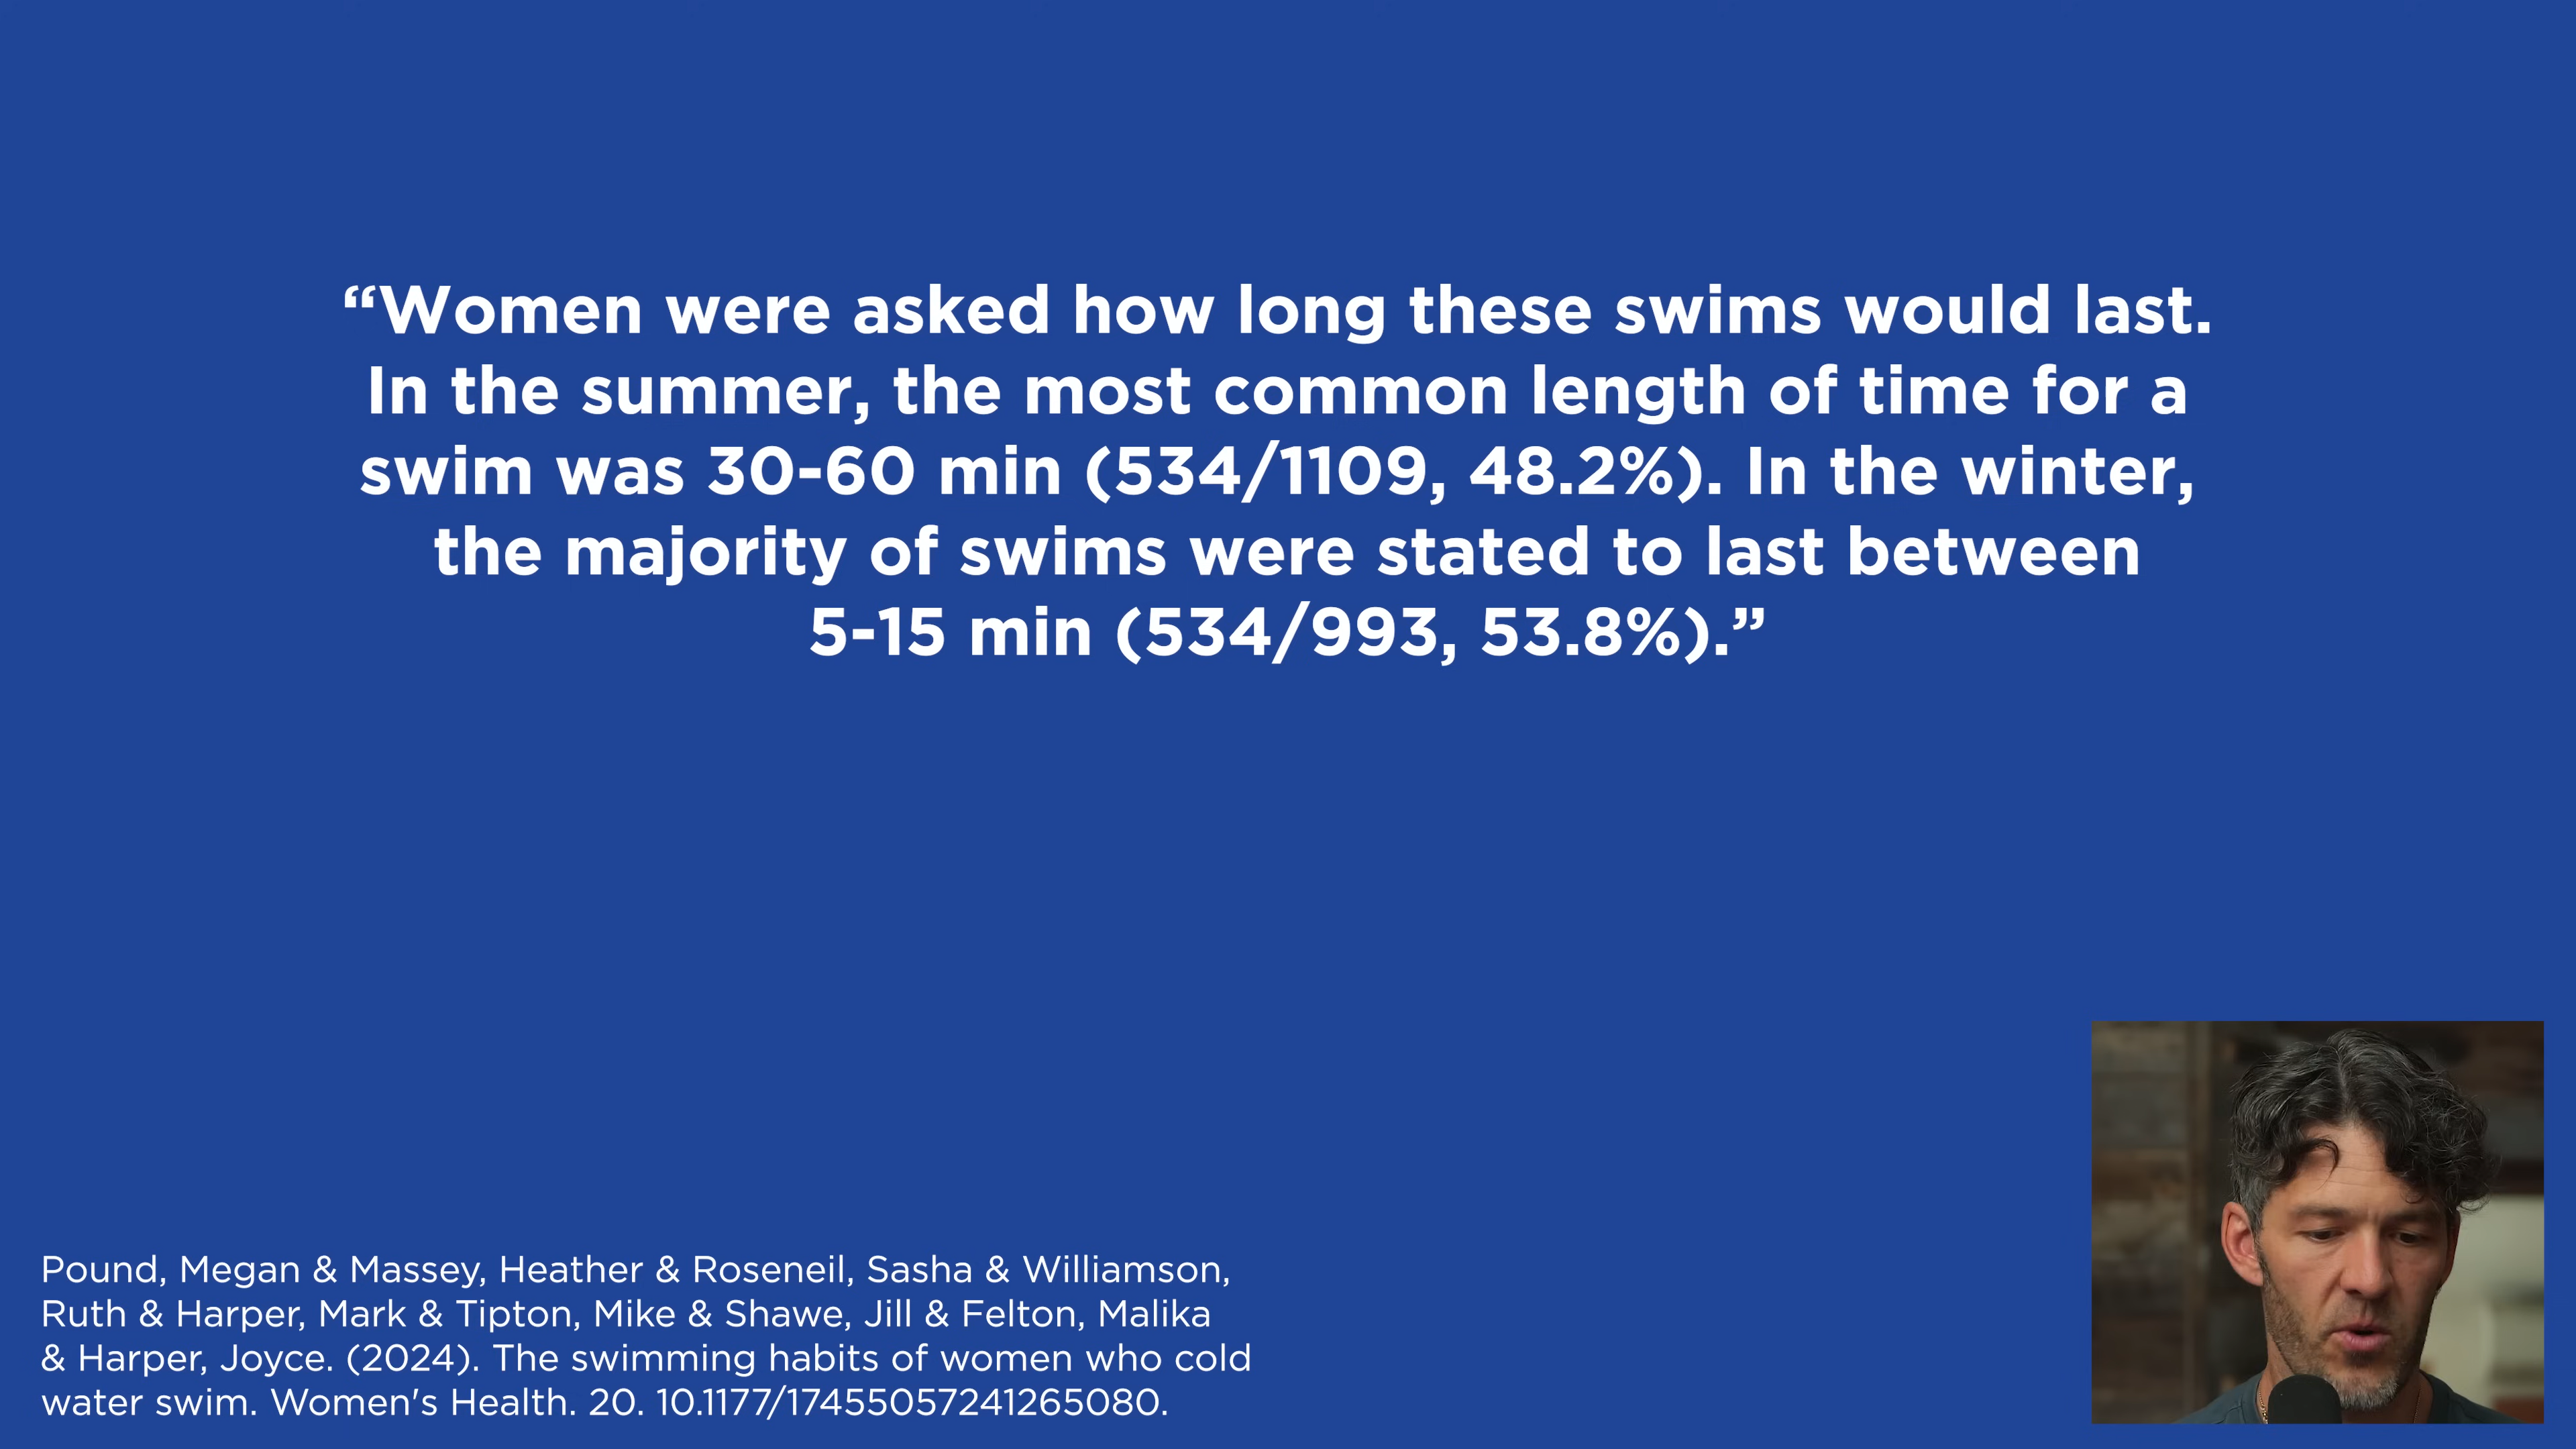 “Women were asked how long these swims would last.
In the summer, the most common length of time for a
swim was 30-60 min (534/1109, 48.2%). In the winter,
the majority of swims were stated to last between
5-15 min (534/993, 53.8%).”
Pound, Megan & Massey, Heather & Roseneil, Sasha & Williamson,
Ruth & Harper, Mark & Tipton, Mike & Shawe, Jill & Felton, Malika
& Harper, Joyce. (2024). The swimming habits of women who cold
water swim. Women's Health. 20. 10.1177/17455057241265080.